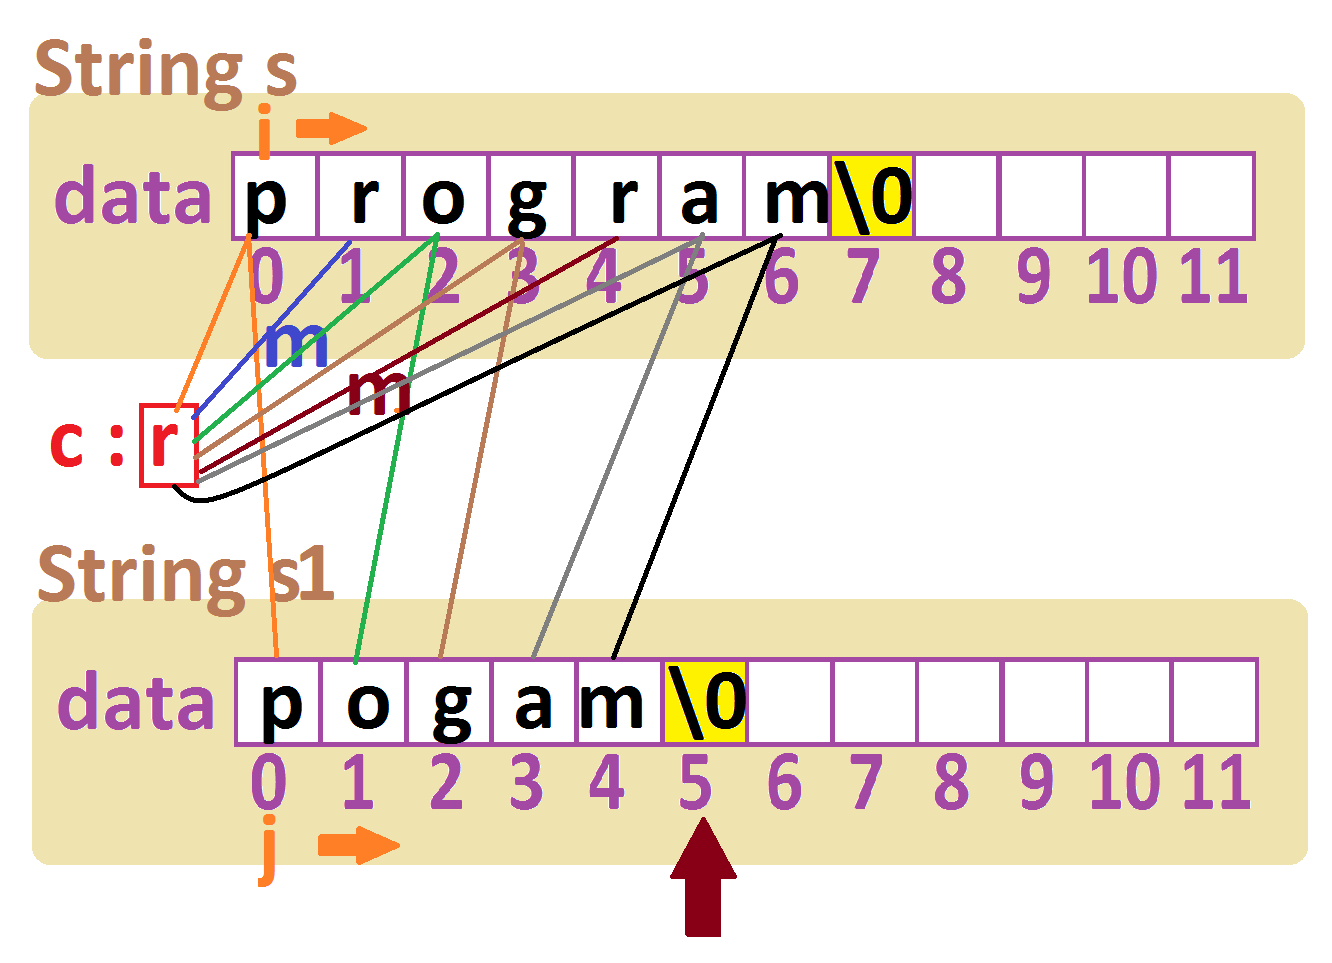 String s
i
data p r o g r a m \0
0 1 2 3 4 5 6 7 8 9 10 11
m
m
c : r
String s1
data p o g a m \0
0 1 2 3 4 5 6 7 8 9 10 11
j